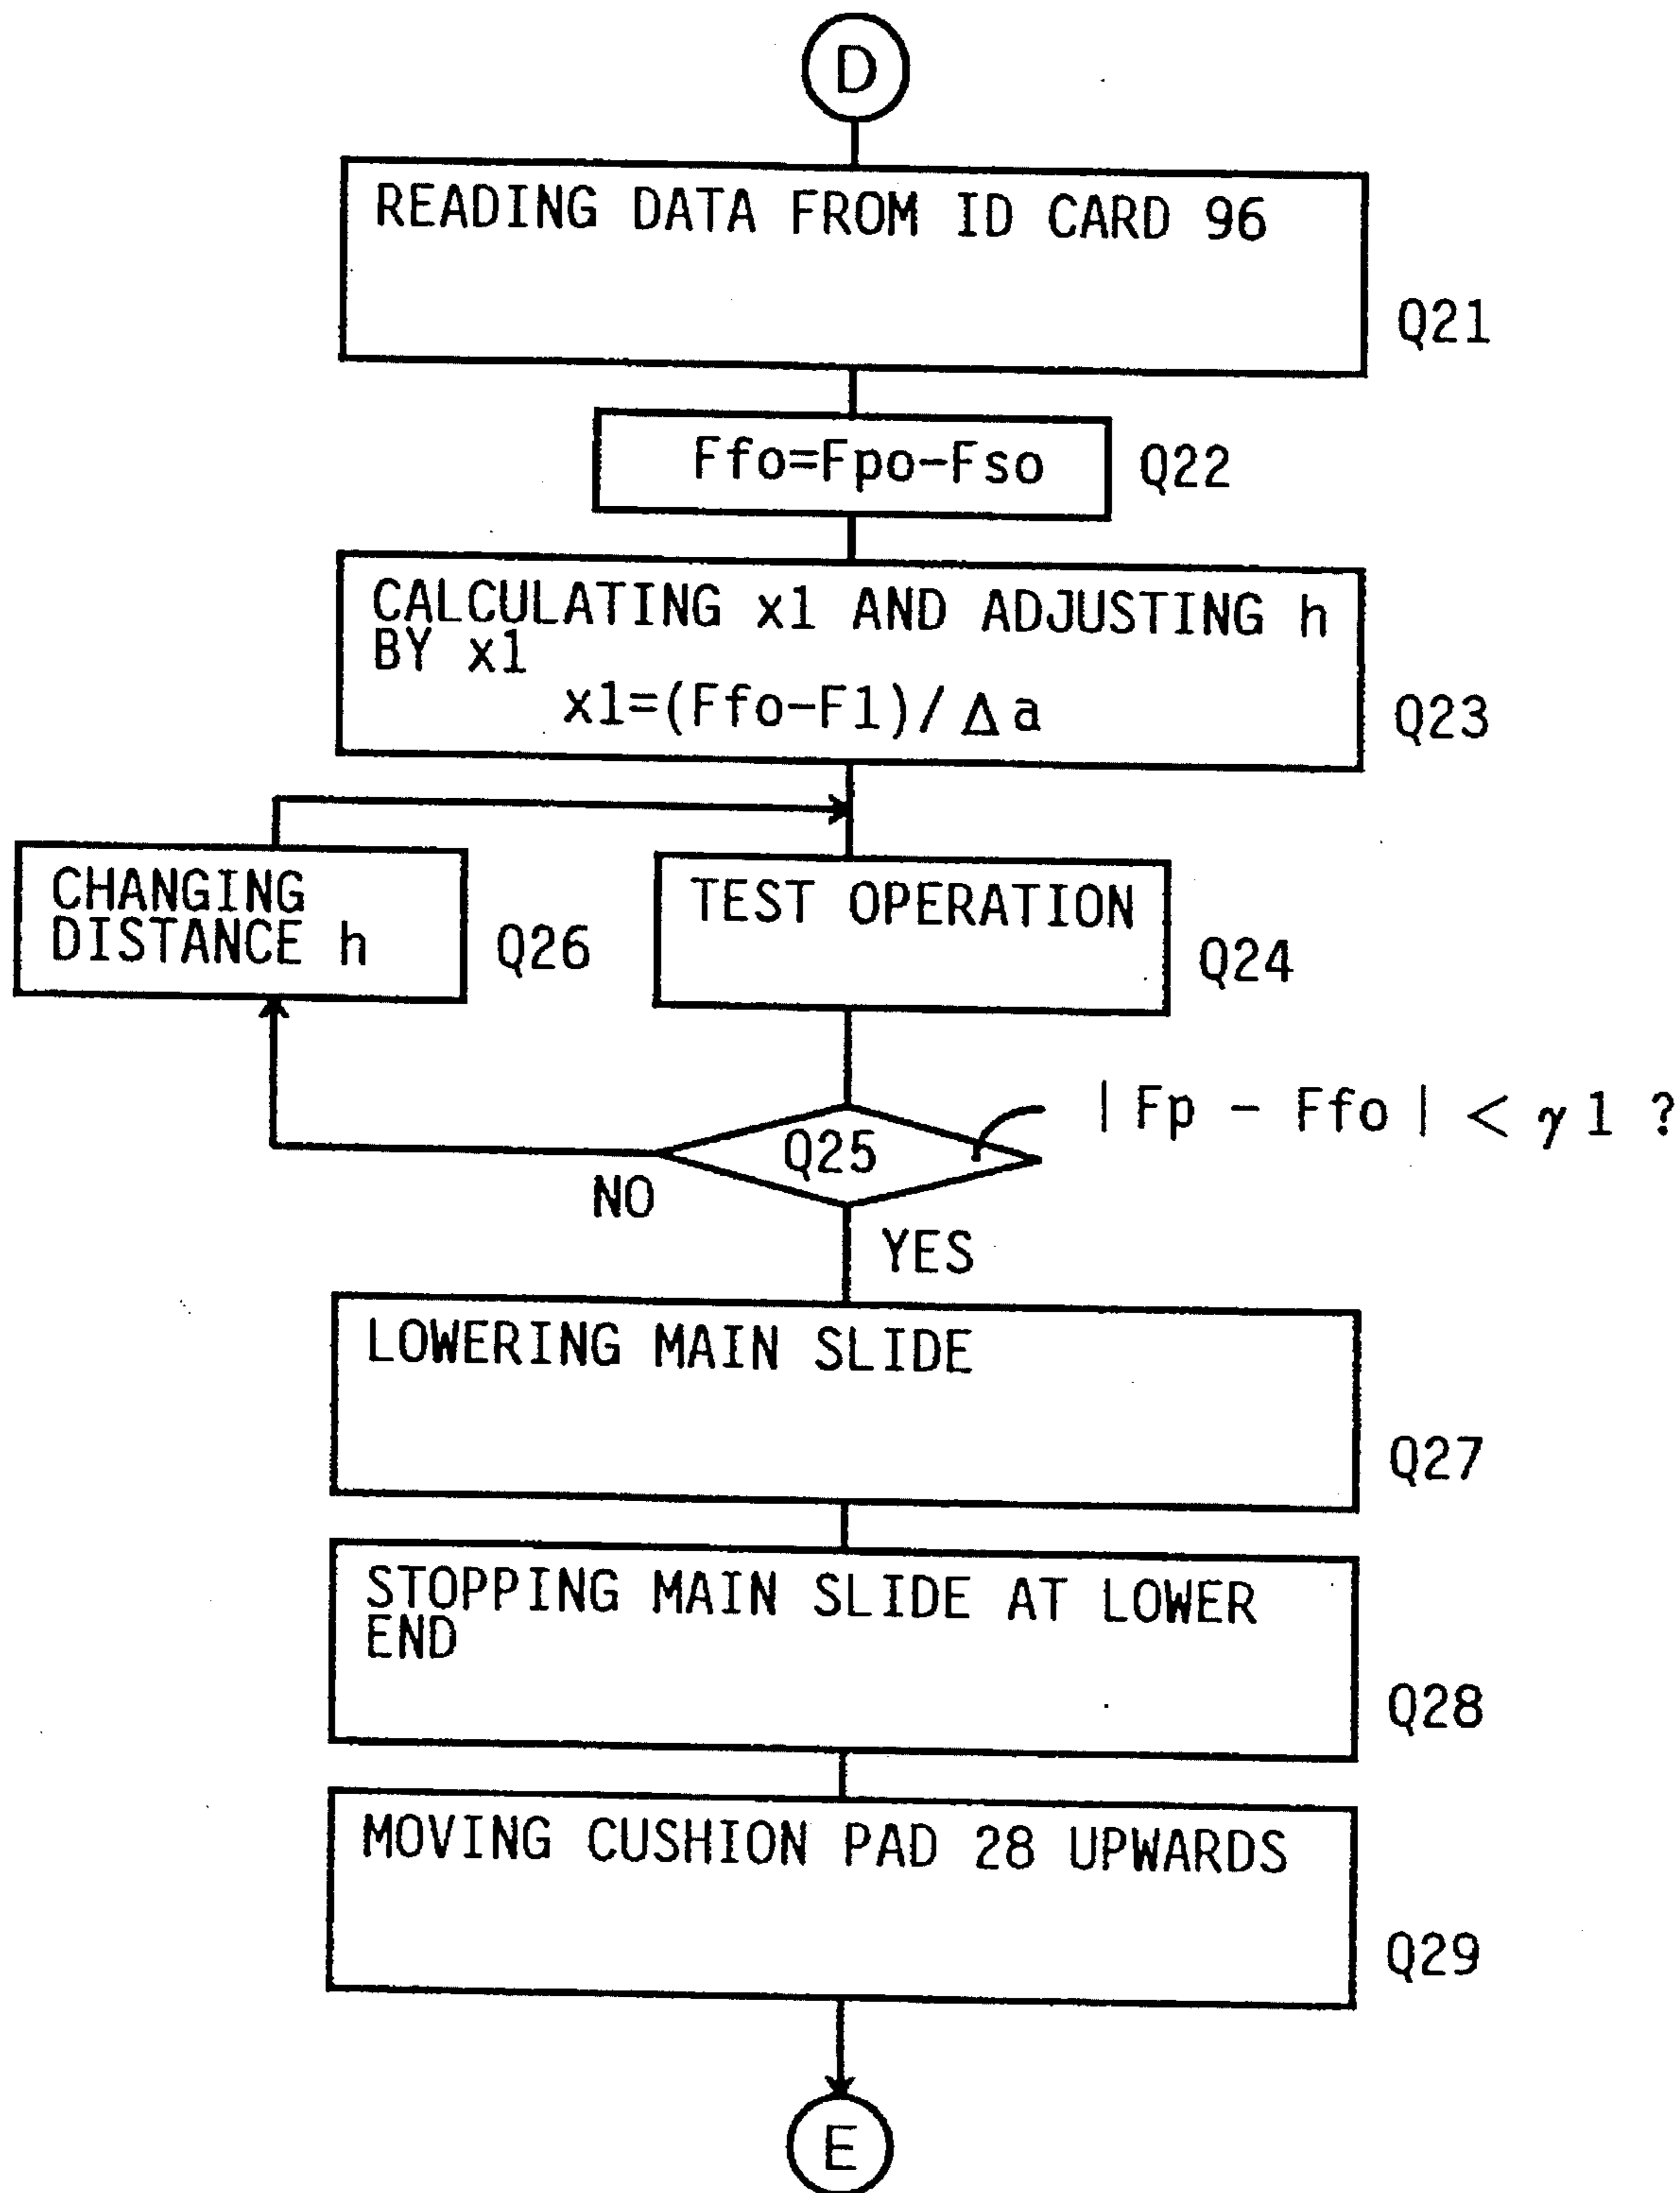 D
READING DATA FROM ID CARD 96
Q21
Ffo=Fpo-Fso
Q22
CALCULATING x1 AND ADJUSTING h
BY x1
x1=(Ffo-F1)/Δa
Q23
CHANGING
DISTANCE h
Q26
TEST OPERATION
Q24
| Fp - Ffo | < γ1 ?
Q25
NO
YES
LOWERING MAIN SLIDE
Q27
STOPPING MAIN SLIDE AT LOWER
END
Q28
MOVING CUSHION PAD 28 UPWARDS
Q29
E